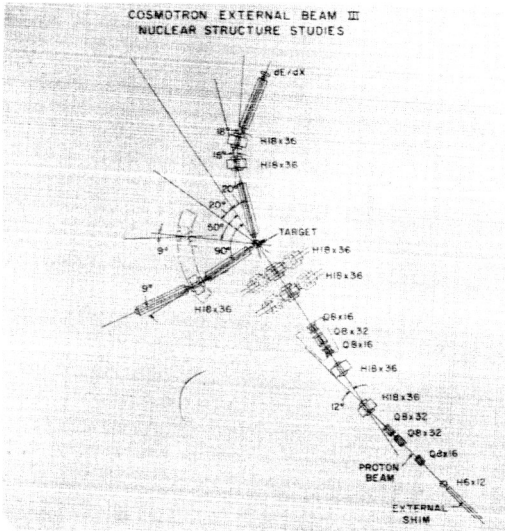 COSMOTRON EXTERNAL BEAM III
NUCLEAR STRUCTURE STUDIES
dE/dX
18°
H18x36
18°
H18x36
20°
20°
50°
TARGET
9°
90°
H18x36
H18x36
9°
H18x36
Q8x16
Q8x32
Q8x16
H18x36
12°
H18x36
Q8x32
Q8x32
Q8x16
PROTON
BEAM
H6x12
EXTERNAL
SHIM